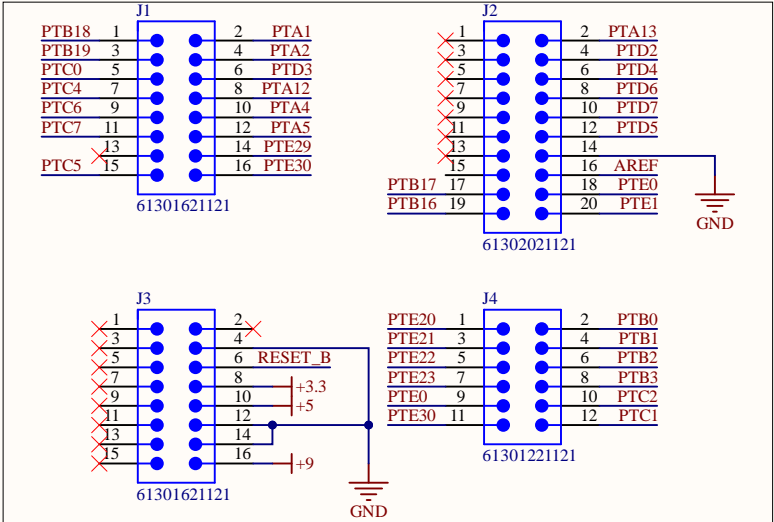 J1
PTB18 1 2 PTA1
PTB19 3 4 PTA2
PTC0 5 6 PTD3
PTC4 7 8 PTA12
PTC6 9 10 PTA4
PTC7 11 12 PTA5
13 14 PTE29
PTC5 15 16 PTE30
61301621121
J2
1 2 PTA13
3 4 PTD2
5 6 PTD4
7 8 PTD6
9 10 PTD7
11 12 PTD5
13 14
15 16 AREF
PTB17 17 18 PTE0
PTB16 19 20 PTE1
GND
61302021121
J3
1 2
3 4
5 6 RESET_B
7 8 +3.3
9 10 +5
11 12
13 14
15 16 +9
61301621121
GND
J4
PTE20 1 2 PTB0
PTE21 3 4 PTB1
PTE22 5 6 PTB2
PTE23 7 8 PTB3
PTE0 9 10 PTC2
PTE30 11 12 PTC1
61301221121